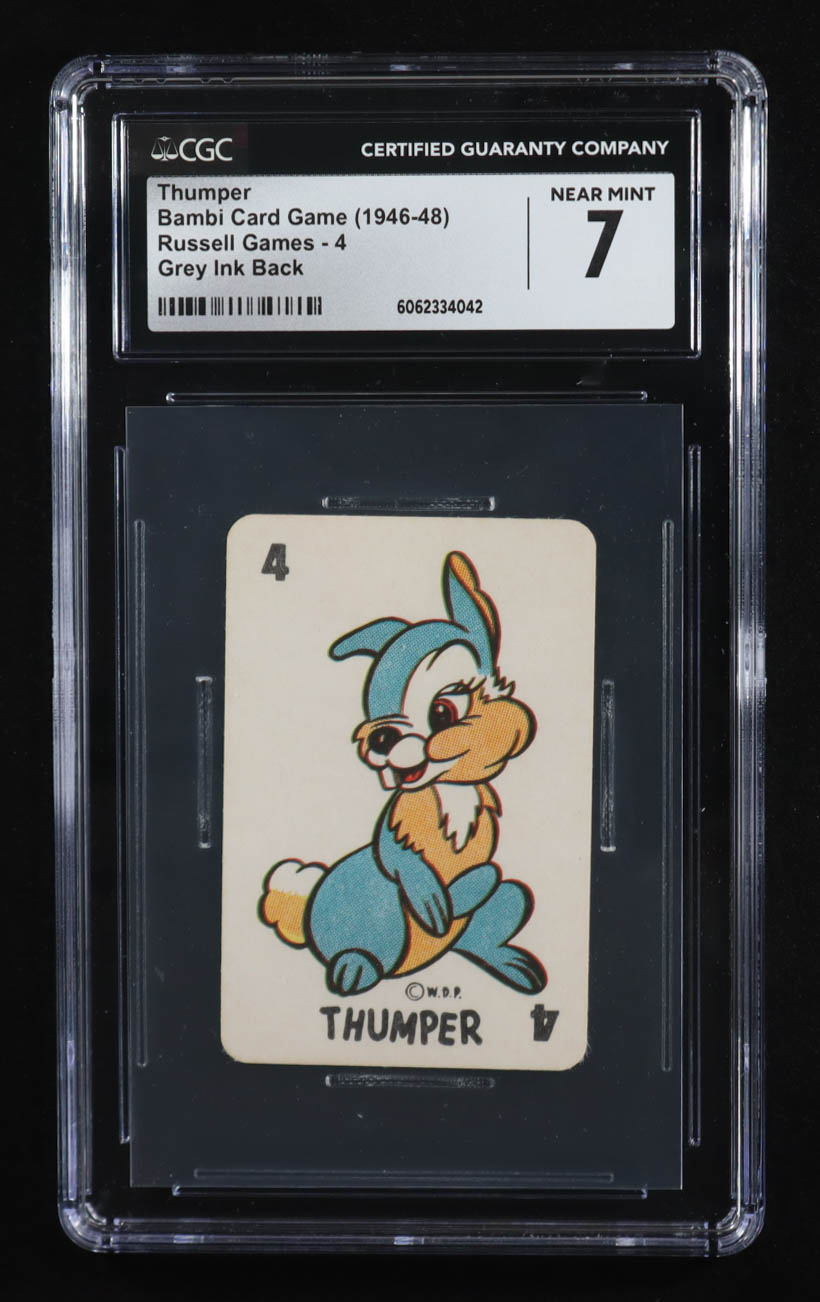 CGC
CERTIFIED GUARANTY COMPANY
Thumper
Bambi Card Game (1946-48)
Russell Games - 4
Grey Ink Back
NEAR MINT
7
6062334042
4
© W.D.P.
THUMPER
4